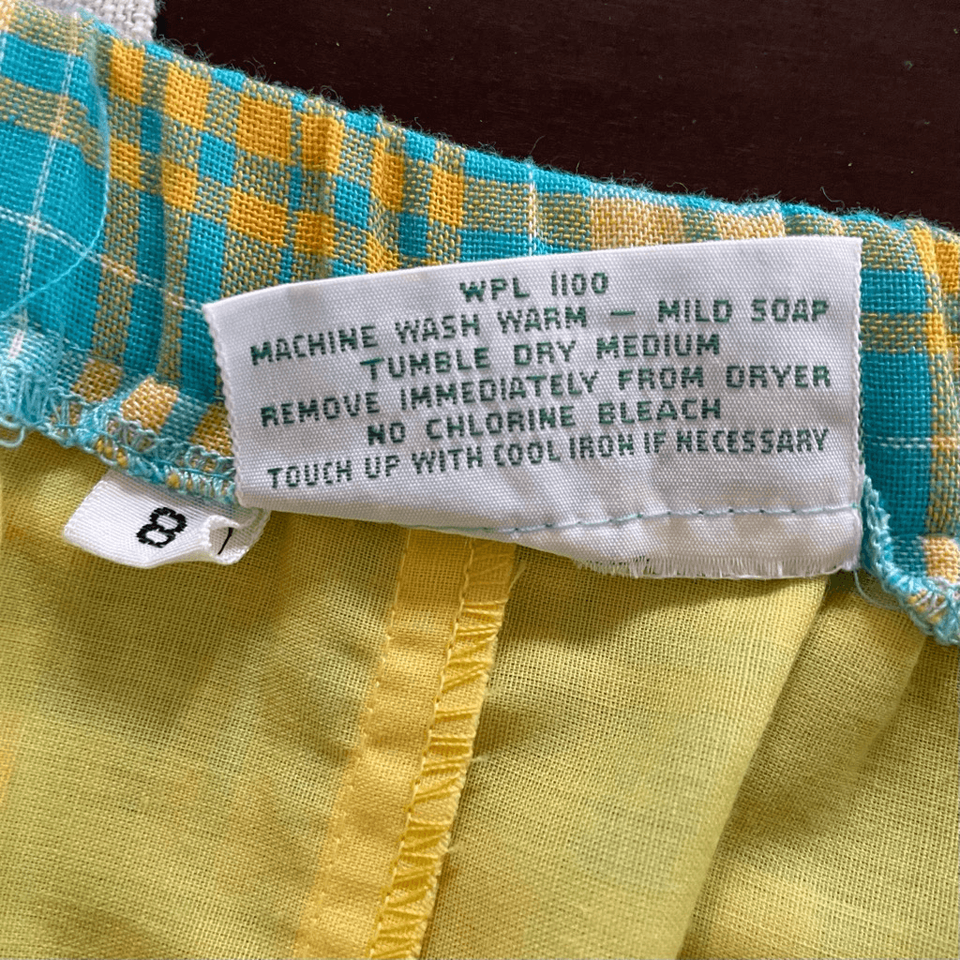 WPL 1100
MACHINE WASH WARM — MILD SOAP
TUMBLE DRY MEDIUM
REMOVE IMMEDIATELY FROM DRYER
NO CHLORINE BLEACH
TOUCH UP WITH COOL IRON IF NECESSARY
8